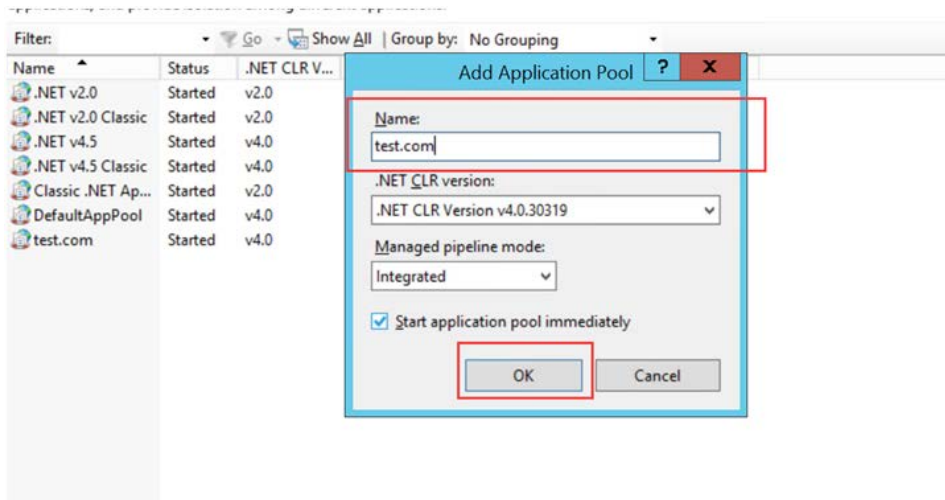 Filter: Go Show All Group by: No Grouping
Name Status .NET CLR V...
.NET v2.0 Started v2.0
.NET v2.0 Classic Started v2.0
.NET v4.5 Started v4.0
.NET v4.5 Classic Started v4.0
Classic .NET Ap... Started v2.0
DefaultAppPool Started v4.0
test.com Started v4.0
Add Application Pool ? X
Name:
test.com
.NET CLR version:
.NET CLR Version v4.0.30319
Managed pipeline mode:
Integrated
Start application pool immediately
OK Cancel